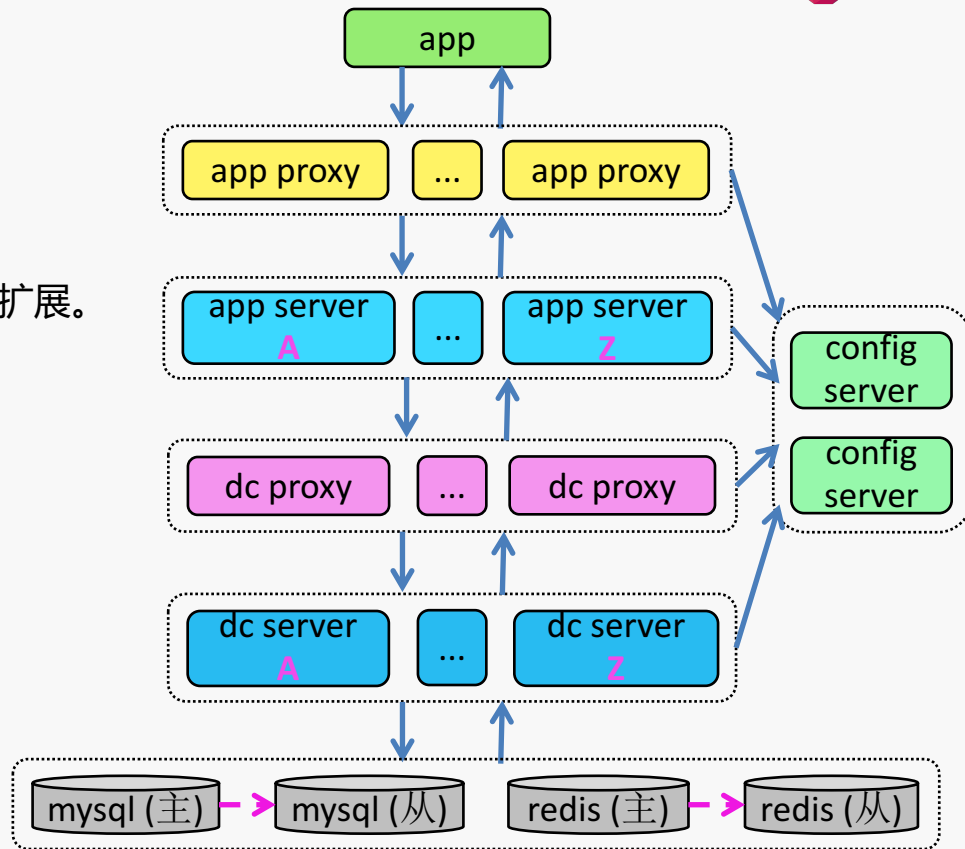 app
app proxy
...
app proxy
扩展。
app server
A
...
app server
Z
config
server
config
server
dc proxy
...
dc proxy
dc server
A
...
dc server
Z
mysql (主)
mysql (从)
redis (主)
redis (从)